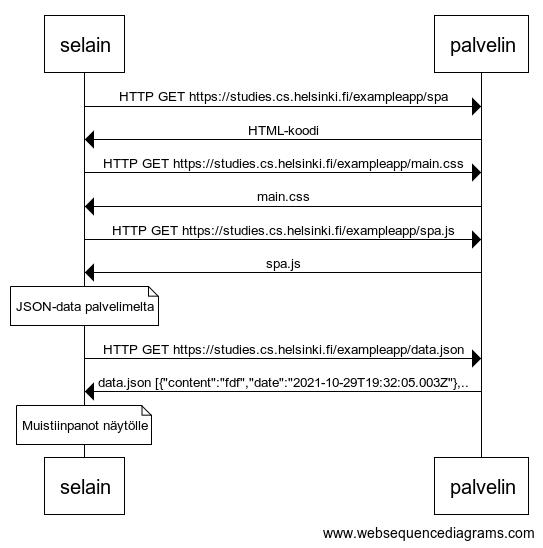 selain palvelin
HTTP GET https://studies.cs.helsinki.fi/exampleapp/spa
HTML-koodi
HTTP GET https://studies.cs.helsinki.fi/exampleapp/main.css
main.css
HTTP GET https://studies.cs.helsinki.fi/exampleapp/spa.js
spa.js
JSON-data palvelimelta
HTTP GET https://studies.cs.helsinki.fi/exampleapp/data.json
data.json [{"content":"fdf","date":"2021-10-29T19:32:05.003Z"},..
Muistiinpanot näytölle
selain palvelin
www.websequencediagrams.com